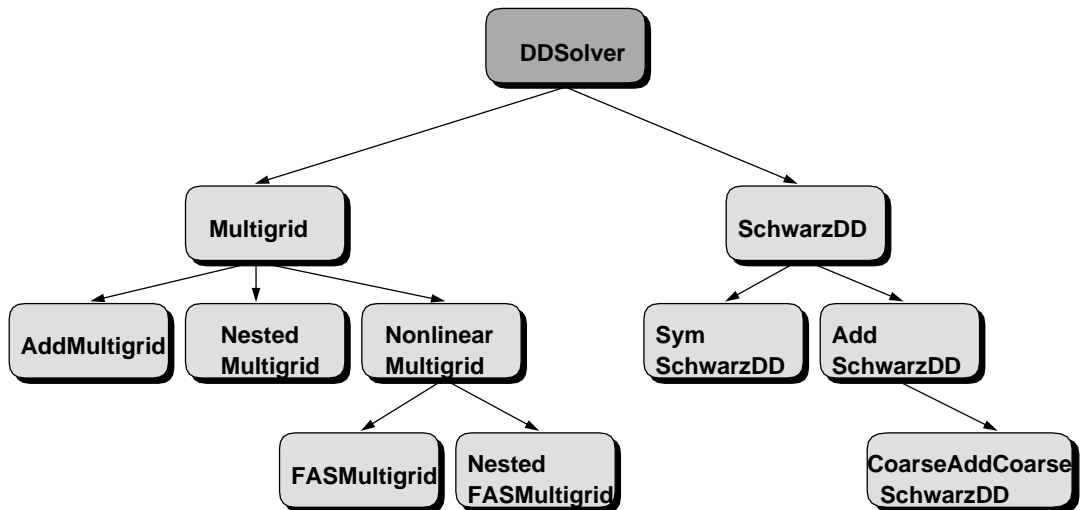 DDSolver
Multigrid
SchwarzDD
AddMultigrid
Nested
Multigrid
Nonlinear
Multigrid
Sym
SchwarzDD
Add
SchwarzDD
FASMultigrid
Nested
FASMultigrid
CoarseAddCoarse
SchwarzDD